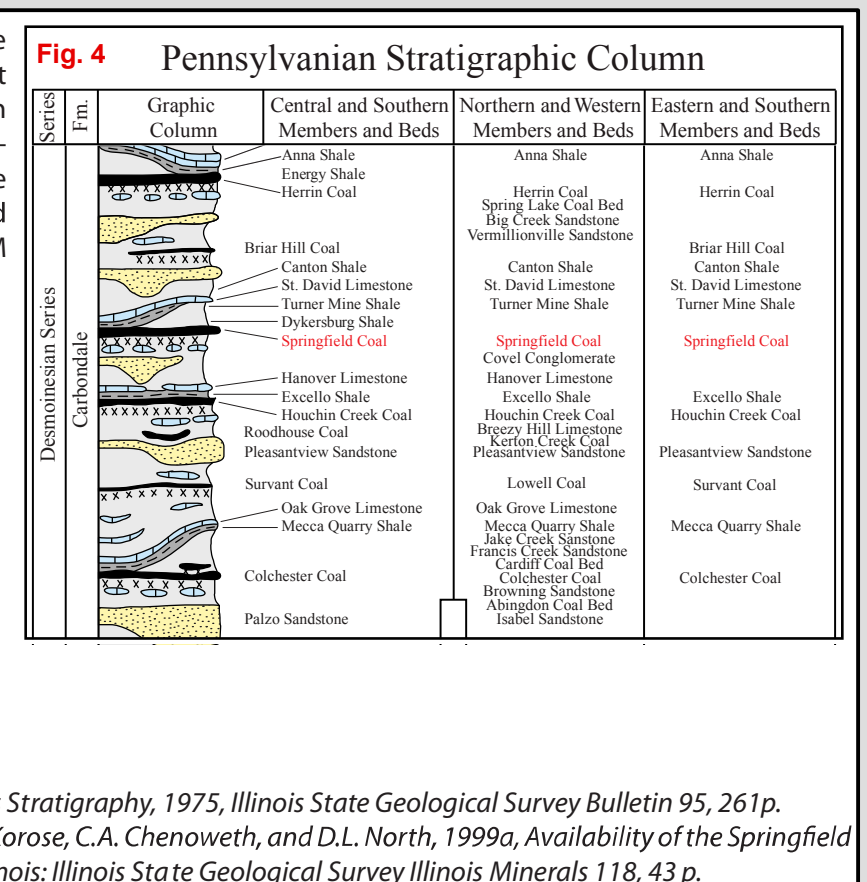 e
t
n
-
e
d
M
Fig. 4
Pennsylvanian Stratigraphic Column
Series
Fm.
Graphic
Column
Central and Southern
Members and Beds
Northern and Western
Members and Beds
Eastern and Southern
Members and Beds
Desmoinesian Series
Carbondale
Anna Shale
Energy Shale
Herrin Coal
Briar Hill Coal
Canton Shale
St. David Limestone
Turner Mine Shale
Dykersburg Shale
Springfield Coal
Hanover Limestone
Excello Shale
Houchin Creek Coal
Roodhouse Coal
Pleasantview Sandstone
Survant Coal
Oak Grove Limestone
Mecca Quarry Shale
Colchester Coal
Palzo Sandstone
Anna Shale
Herrin Coal
Spring Lake Coal Bed
Big Creek Sandstone
Vermillionville Sandstone
Canton Shale
St. David Limestone
Turner Mine Shale
Springfield Coal
Covel Conglomerate
Hanover Limestone
Excello Shale
Houchin Creek Coal
Breezy Hill Limestone
Kerton Creek Coal
Pleasantview Sandstone
Lowell Coal
Oak Grove Limestone
Mecca Quarry Shale
Jake Creek Sanstone
Francis Creek Sandstone
Cardiff Coal Bed
Colchester Coal
Browning Sandstone
Abingdon Coal Bed
Isabel Sandstone
Anna Shale
Herrin Coal
Briar Hill Coal
Canton Shale
St. David Limestone
Turner Mine Shale
Springfield Coal
Excello Shale
Houchin Creek Coal
Pleasantview Sandstone
Survant Coal
Mecca Quarry Shale
Colchester Coal
: Stratigraphy, 1975, Illinois State Geological Survey Bulletin 95, 261p.
Korose, C.A. Chenoweth, and D.L. North, 1999a, Availability of the Springfield
nois: Illinois State Geological Survey Illinois Minerals 118, 43 p.